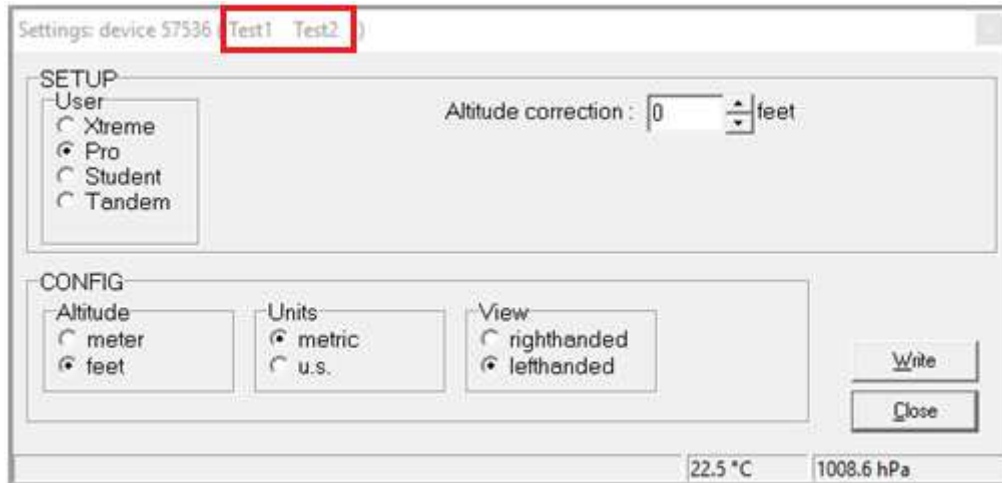 Settings: device 57536 ( Test1 Test2 )
SETUP
User
Xtreme
Pro
Student
Tandem
Altitude correction : 0 feet
CONFIG
Altitude
meter
feet
Units
metric
u.s.
View
righthanded
lefthanded
Write
Close
22.5 °C 1008.6 hPa